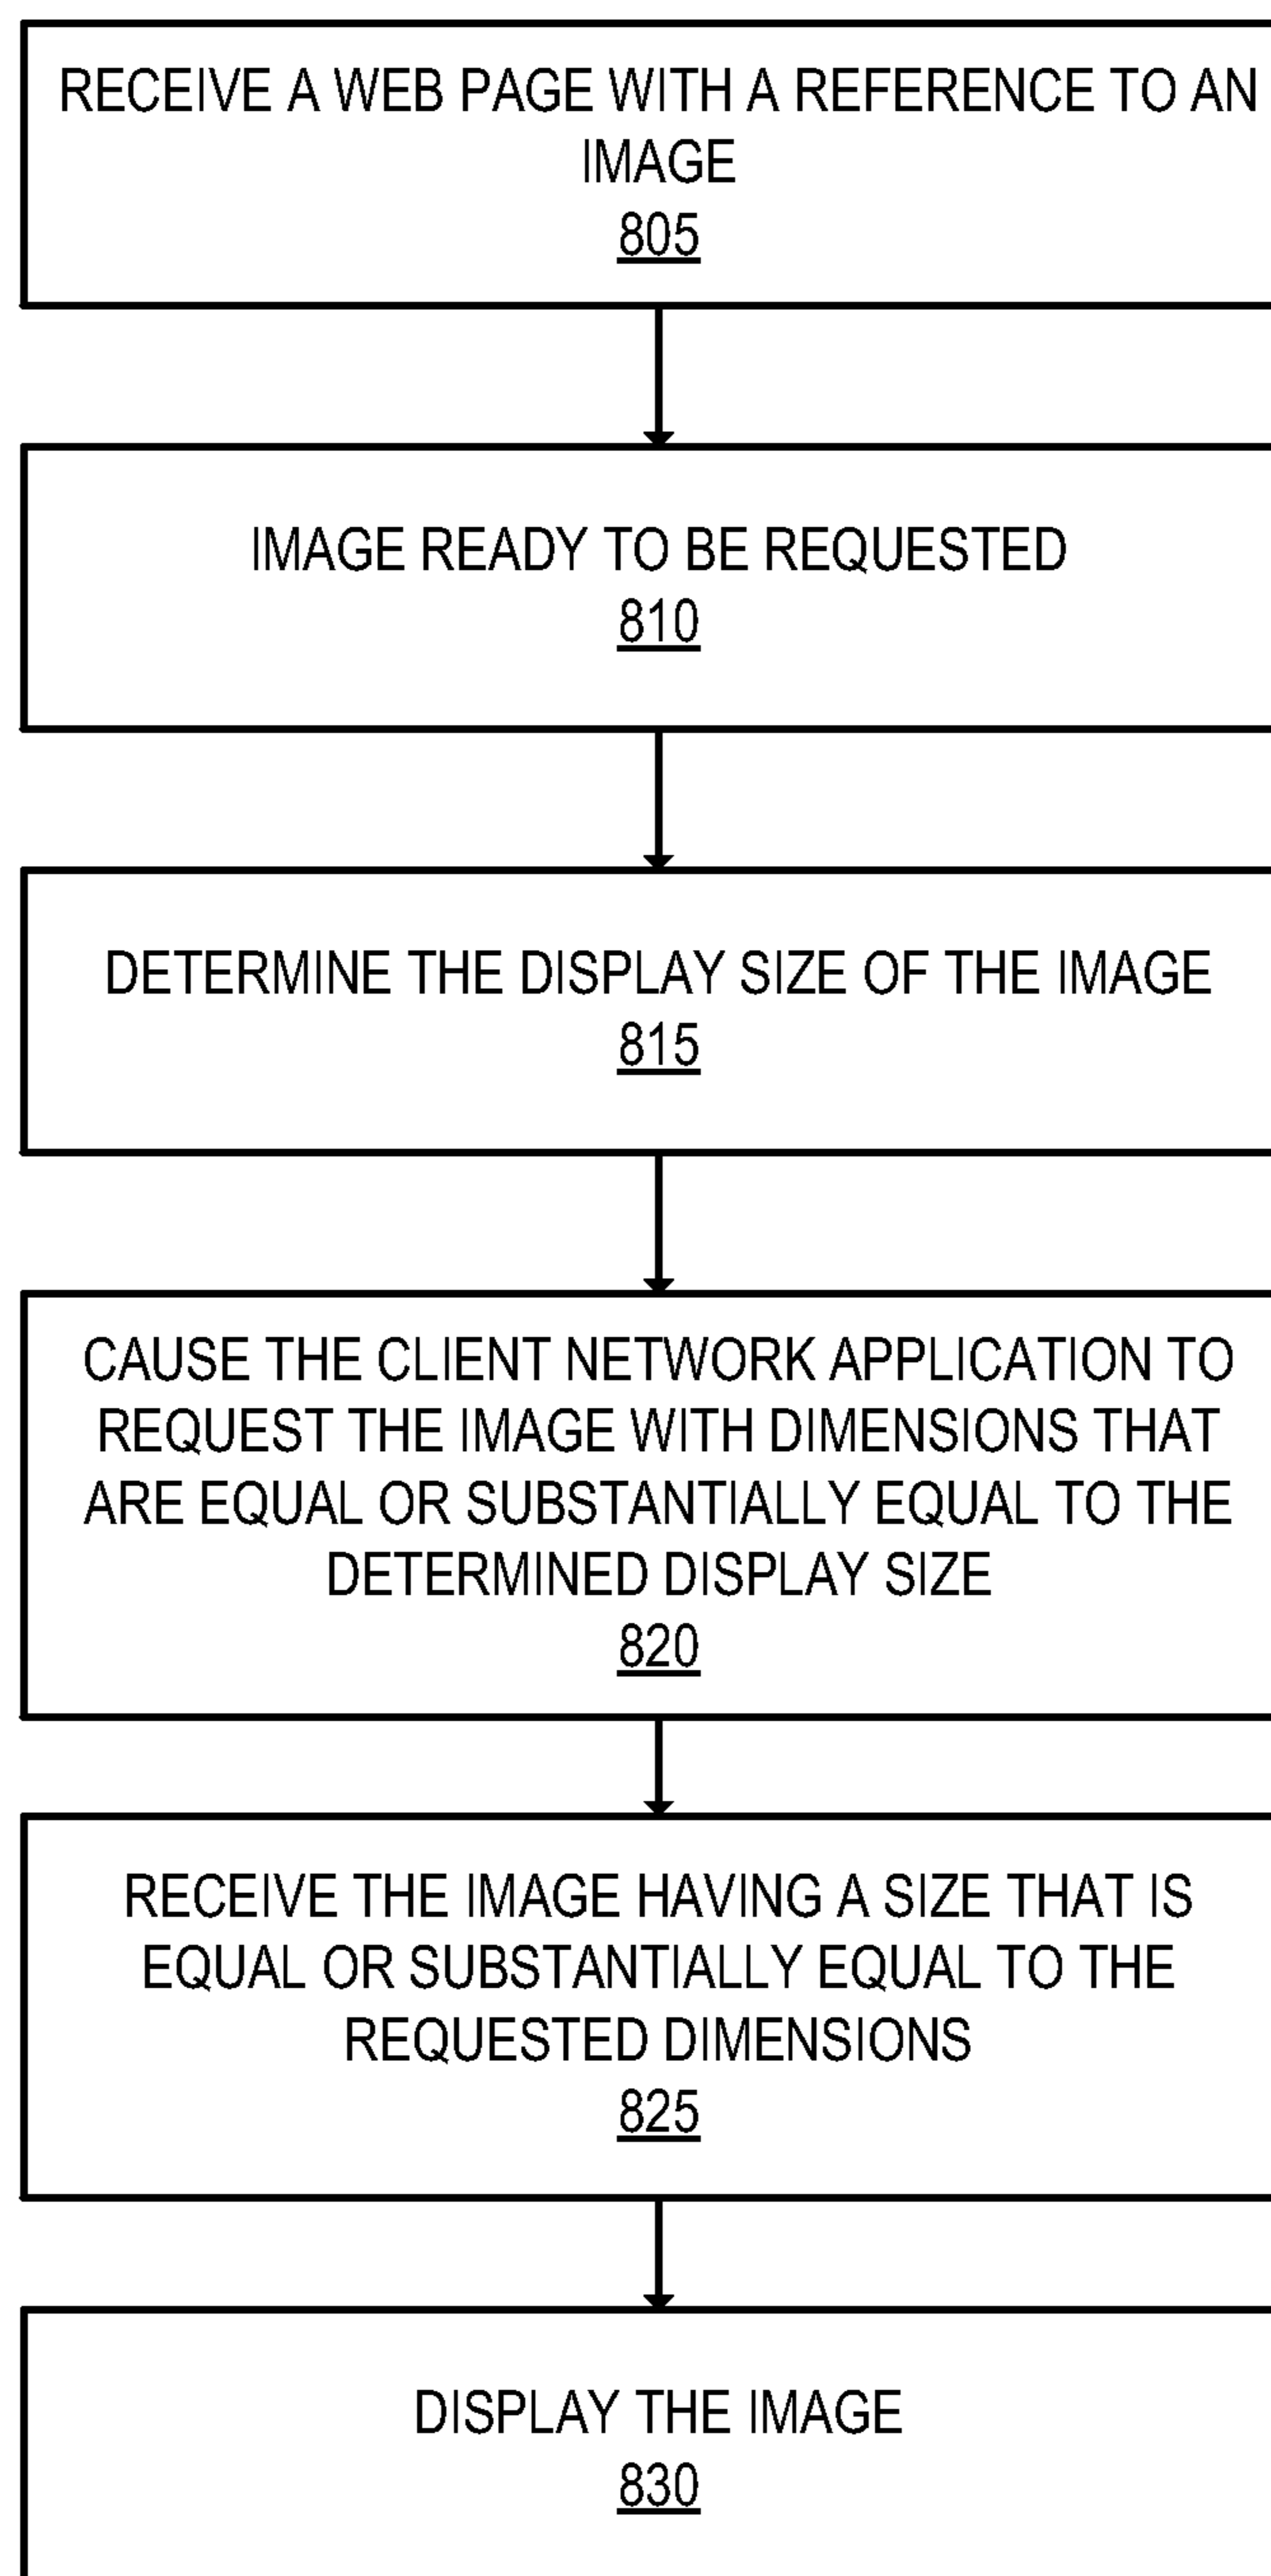 RECEIVE A WEB PAGE WITH A REFERENCE TO AN
IMAGE
805
IMAGE READY TO BE REQUESTED
810
DETERMINE THE DISPLAY SIZE OF THE IMAGE
815
CAUSE THE CLIENT NETWORK APPLICATION TO
REQUEST THE IMAGE WITH DIMENSIONS THAT
ARE EQUAL OR SUBSTANTIALLY EQUAL TO THE
DETERMINED DISPLAY SIZE
820
RECEIVE THE IMAGE HAVING A SIZE THAT IS
EQUAL OR SUBSTANTIALLY EQUAL TO THE
REQUESTED DIMENSIONS
825
DISPLAY THE IMAGE
830